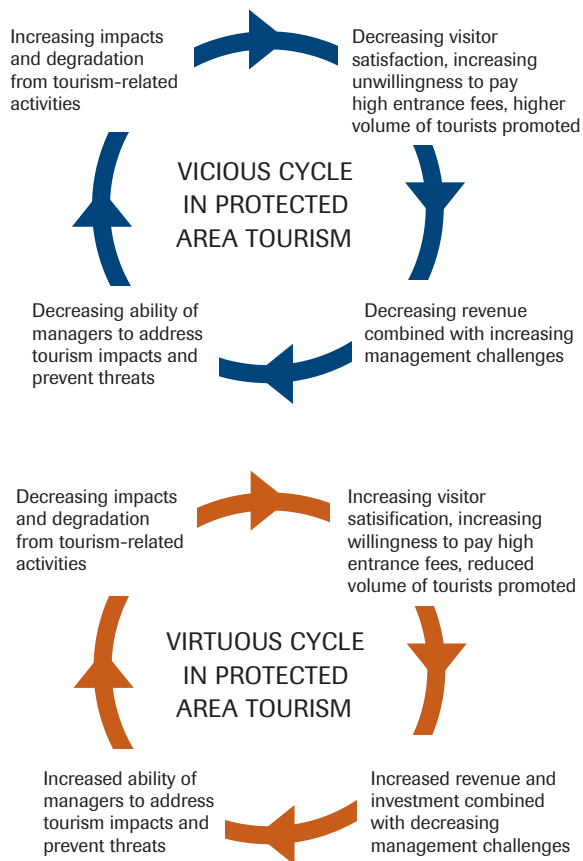 Increasing impacts
and degradation
from tourism-related
activities
Decreasing visitor
satisfaction, increasing
unwillingness to pay
high entrance fees, higher
volume of tourists promoted
VICIOUS CYCLE
IN PROTECTED
AREA TOURISM
Decreasing ability of
managers to address
tourism impacts and
prevent threats
Decreasing revenue
combined with increasing
management challenges
Decreasing impacts
and degradation
from tourism-related
activities
Increasing visitor
satisification, increasing
willingness to pay high
entrance fees, reduced
volume of tourists promoted
VIRTUOUS CYCLE
IN PROTECTED
AREA TOURISM
Increased ability of
managers to address
tourism impacts and
prevent threats
Increased revenue and
investment combined
with decreasing
management challenges